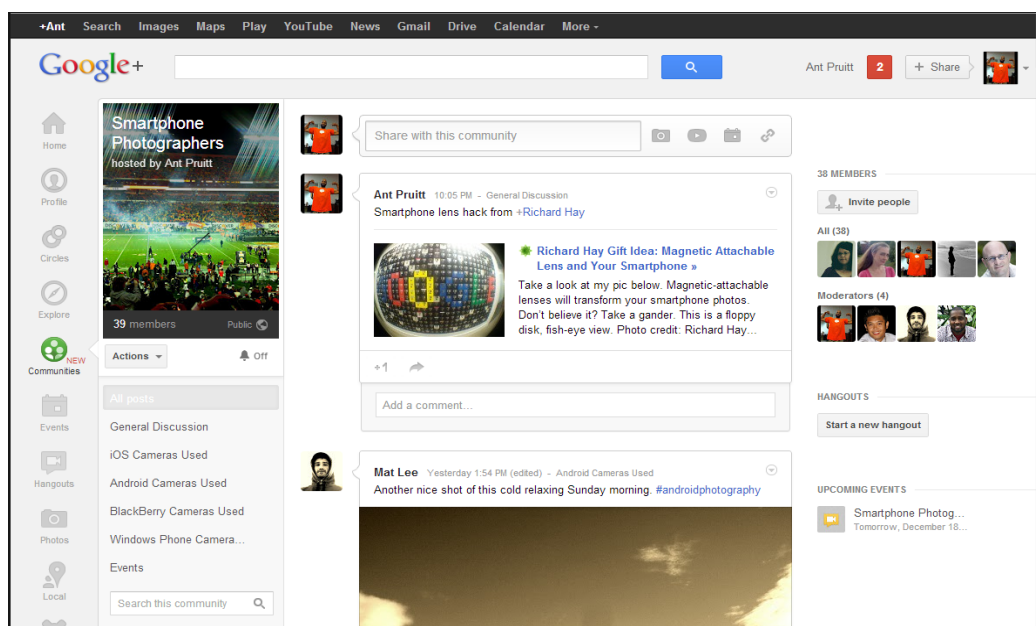 +Ant Search Images Maps Play YouTube News Gmail Drive Calendar More
Google+
Ant Pruitt 2 + Share
Home
Profile
Circles
Explore
NEW
Communities
Events
Hangouts
Photos
Local
Smartphone
Photographers
hosted by Ant Pruitt
39 members Public
Actions Off
All posts
General Discussion
iOS Cameras Used
Android Cameras Used
BlackBerry Cameras Used
Windows Phone Camera...
Events
Search this community
Share with this community
Ant Pruitt 10:05 PM - General Discussion
Smartphone lens hack from +Richard Hay
Richard Hay Gift Idea: Magnetic Attachable
Lens and Your Smartphone »
Take a look at my pic below. Magnetic-attachable
lenses will transform your smartphone photos.
Don't believe it? Take a gander. This is a floppy
disk, fish-eye view. Photo credit: Richard Hay...
+1
Add a comment...
Mat Lee Yesterday 1:54 PM (edited) - Android Cameras Used
Another nice shot of this cold relaxing Sunday morning. #androidphotography
38 MEMBERS
Invite people
All (38)
Moderators (4)
HANGOUTS
Start a new hangout
UPCOMING EVENTS
Smartphone Photog...
Tomorrow, December 18...